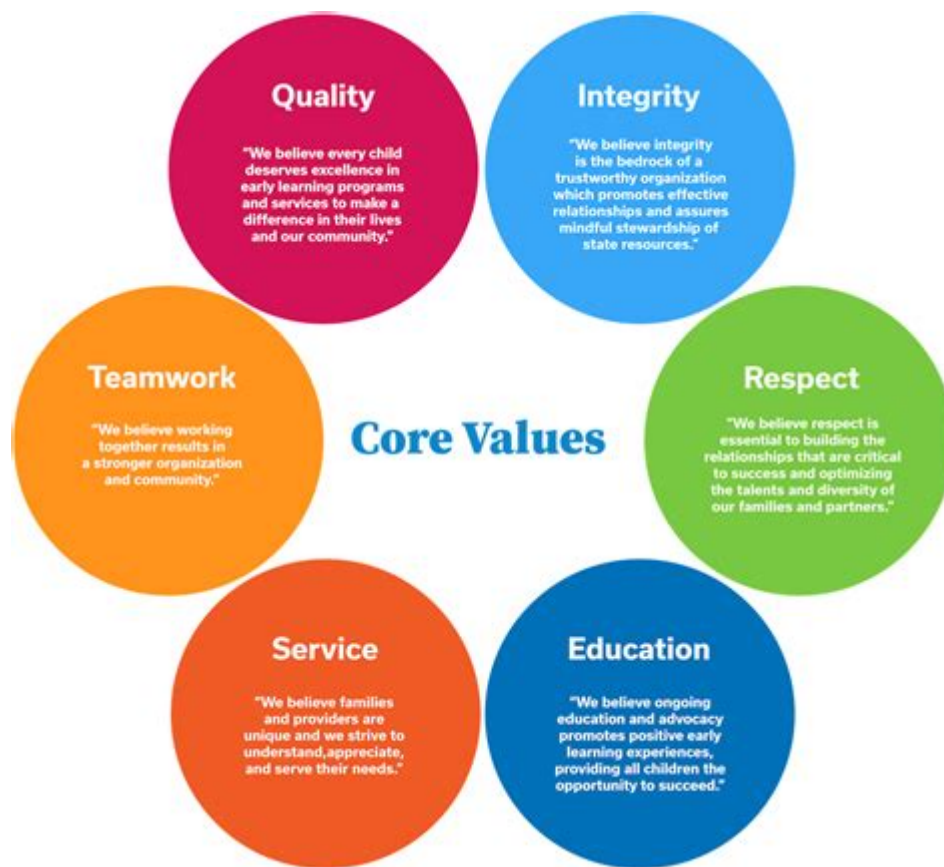 Quality
"We believe every child
deserves excellence in
early learning programs
and services to make a
difference in their lives
and our community."
Integrity
"We believe integrity
is the bedrock of a
trustworthy organization
which promotes effective
relationships and assures
mindful stewardship of
state resources."
Teamwork
"We believe working
together results in
a stronger organization
and community."
Core Values
Respect
"We believe respect is
essential to building the
relationships that are critical
to success and optimizing
the talents and diversity of
our families and partners."
Service
"We believe families
and providers are
unique and we strive to
understand,appreciate,
and serve their needs."
Education
"We believe ongoing
education and advocacy
promotes positive early
learning experiences,
providing all children the
opportunity to succeed."